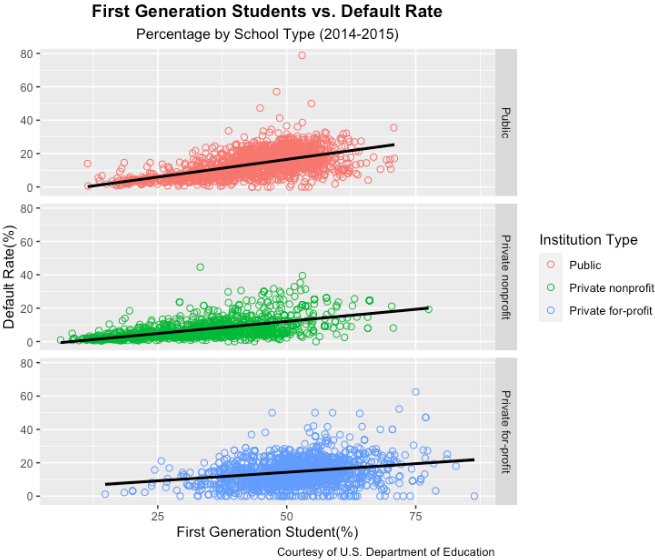 First Generation Students vs. Default Rate
Percentage by School Type (2014-2015)
80
60
40
20
0
Public
80
60
40
20
0
Private nonprofit
80
60
40
20
0
Private for-profit
Default Rate(%)
25
50
75
First Generation Student(%)
Institution Type
Public
Private nonprofit
Private for-profit
Courtesy of U.S. Department of Education